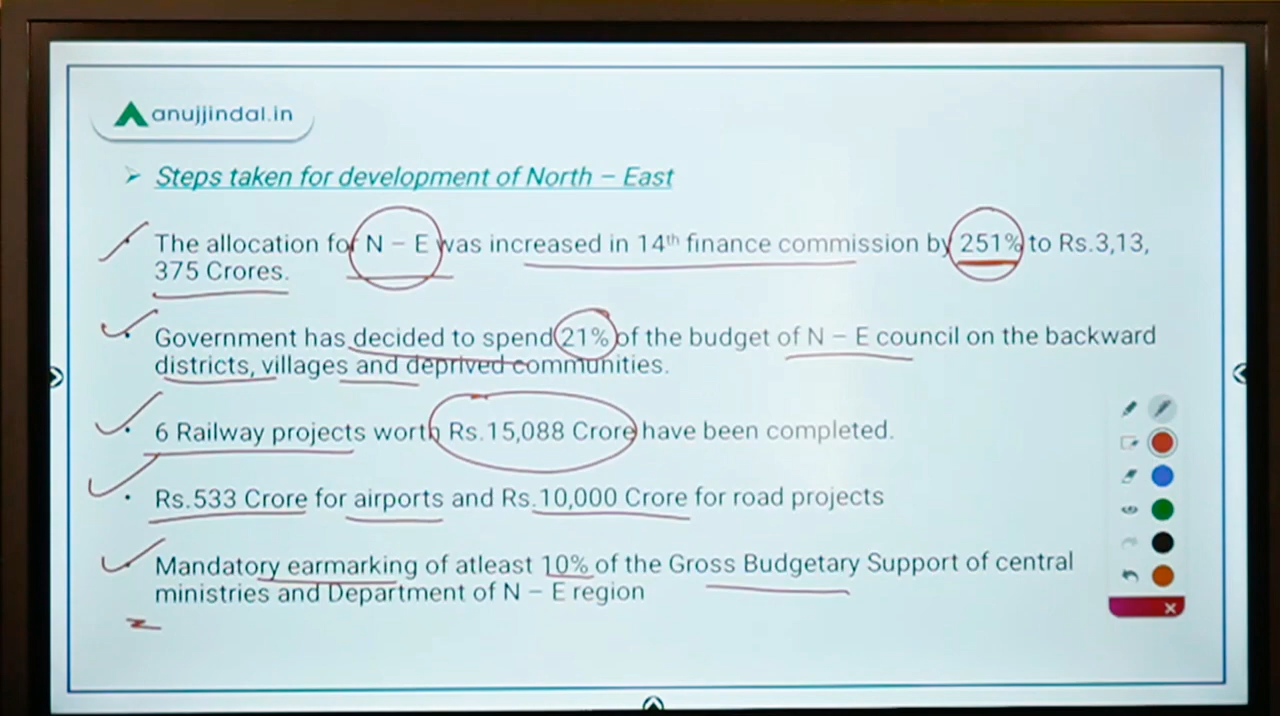 anujjindal.in
➢ Steps taken for development of North – East
• The allocation for N – E was increased in 14th finance commission by 251% to Rs.3,13,
375 Crores.
• Government has decided to spend 21% of the budget of N – E council on the backward
districts, villages and deprived communities.
• 6 Railway projects worth Rs.15,088 Crore have been completed.
• Rs.533 Crore for airports and Rs.10,000 Crore for road projects
• Mandatory earmarking of atleast 10% of the Gross Budgetary Support of central
ministries and Department of N – E region